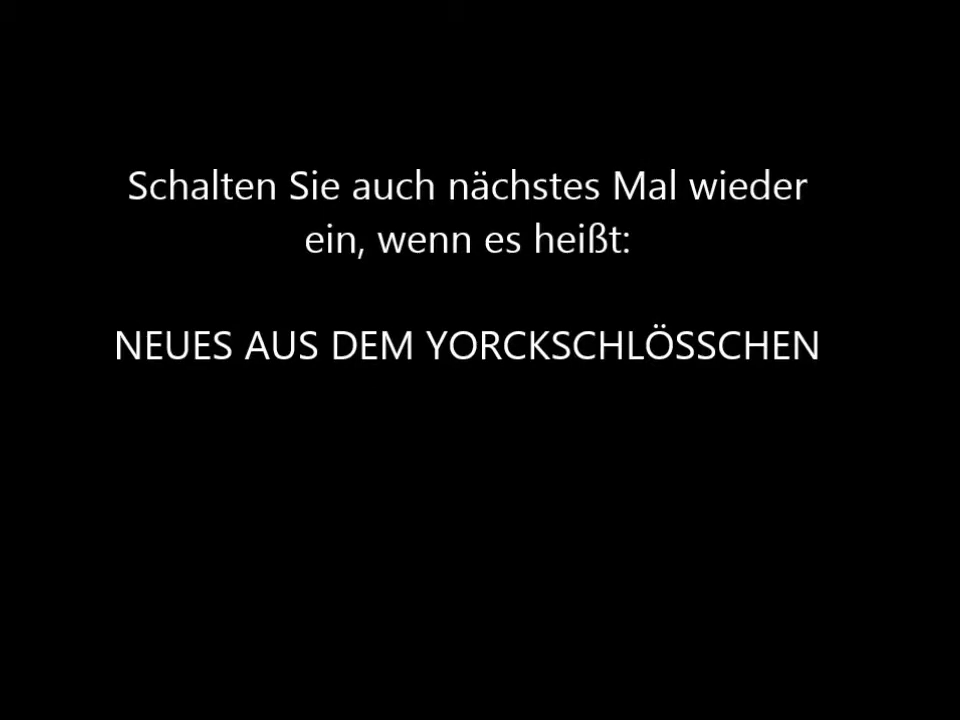 Schalten Sie auch nächstes Mal wieder
ein, wenn es heißt:
NEUES AUS DEM YORCKSCHLÖSSCHEN